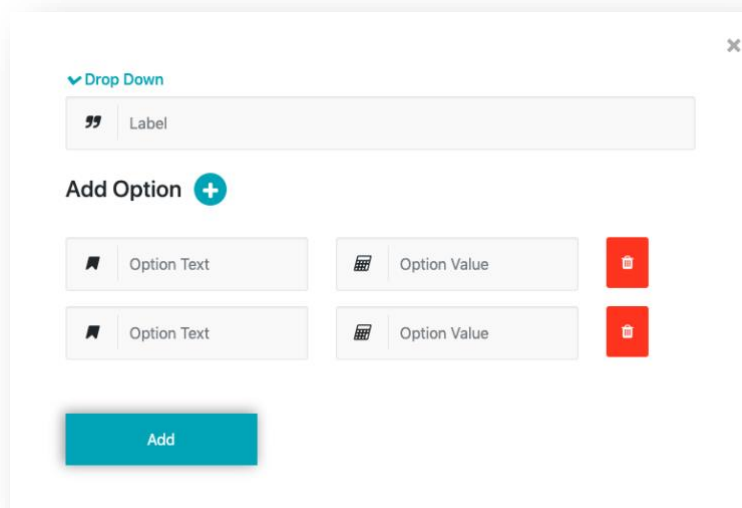 Drop Down
Label
Add Option
Option Text Option Value
Option Text Option Value
Add